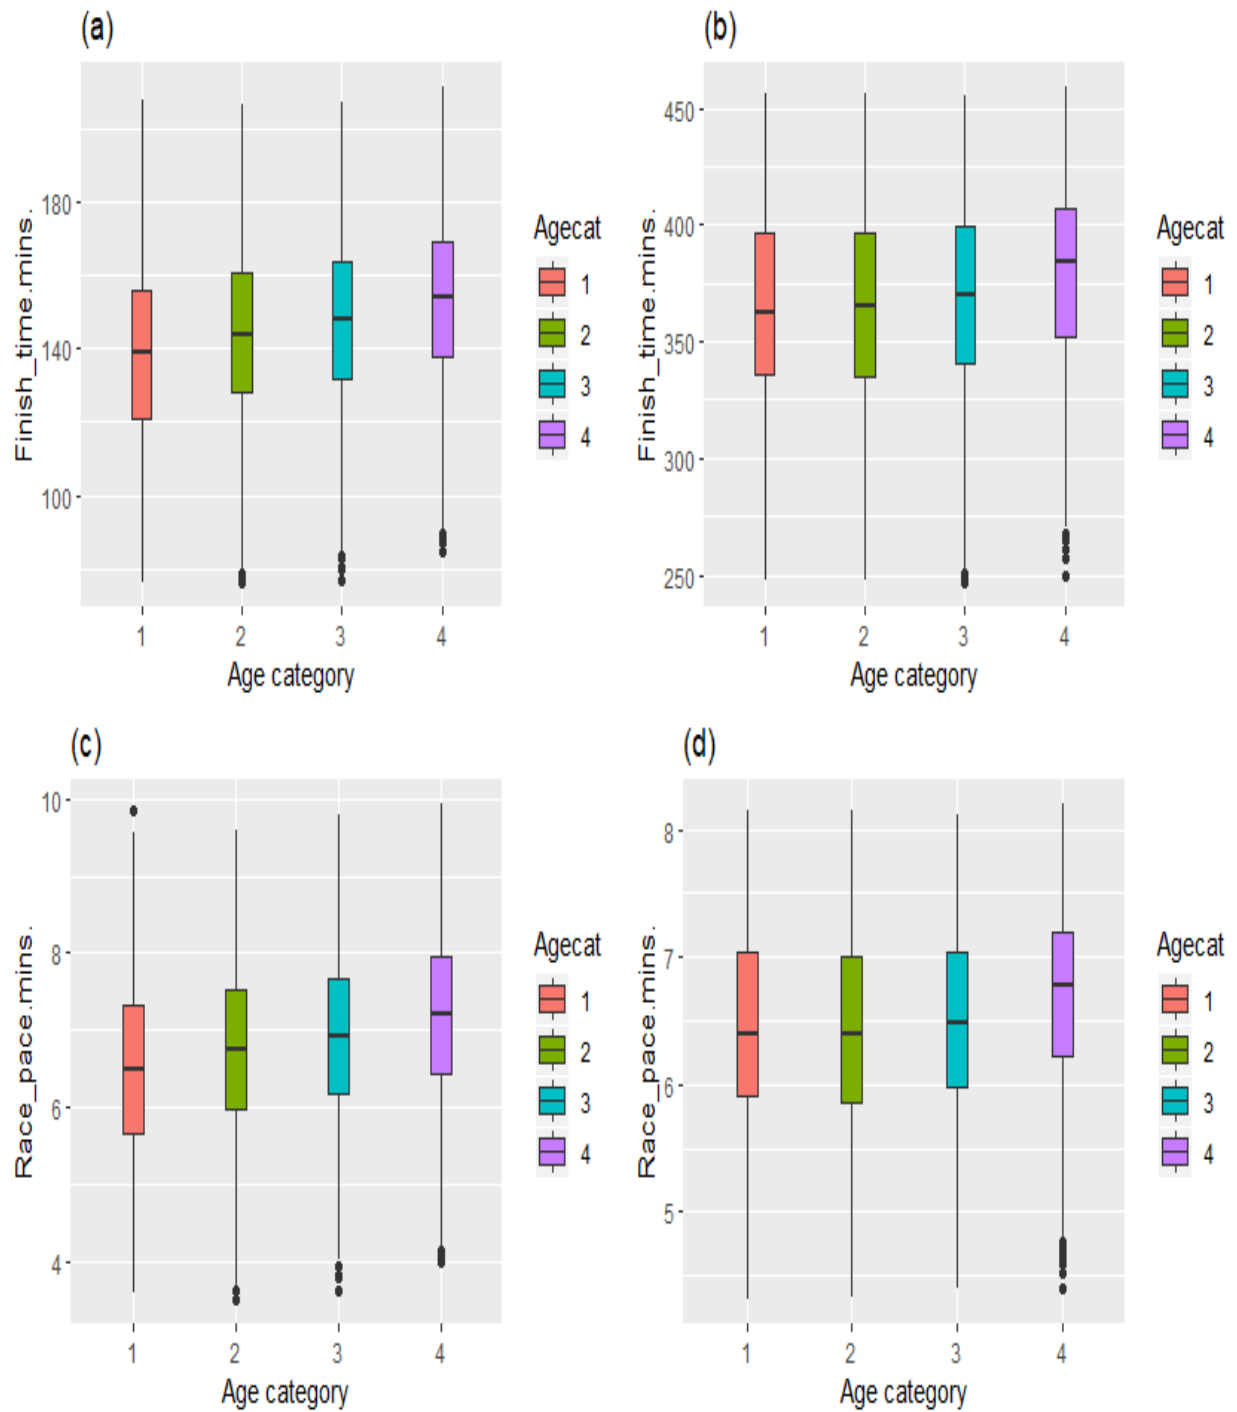 (a)
Finish_time.mins.
180
140
100
1 2 3 4
Age category
Agecat
1
2
3
4
(b)
Finish_time.mins.
450
400
350
300
250
1 2 3 4
Age category
Agecat
1
2
3
4
(c)
Race_pace.mins.
10
8
6
4
1 2 3 4
Age category
Agecat
1
2
3
4
(d)
Race_pace.mins.
8
7
6
5
1 2 3 4
Age category
Agecat
1
2
3
4